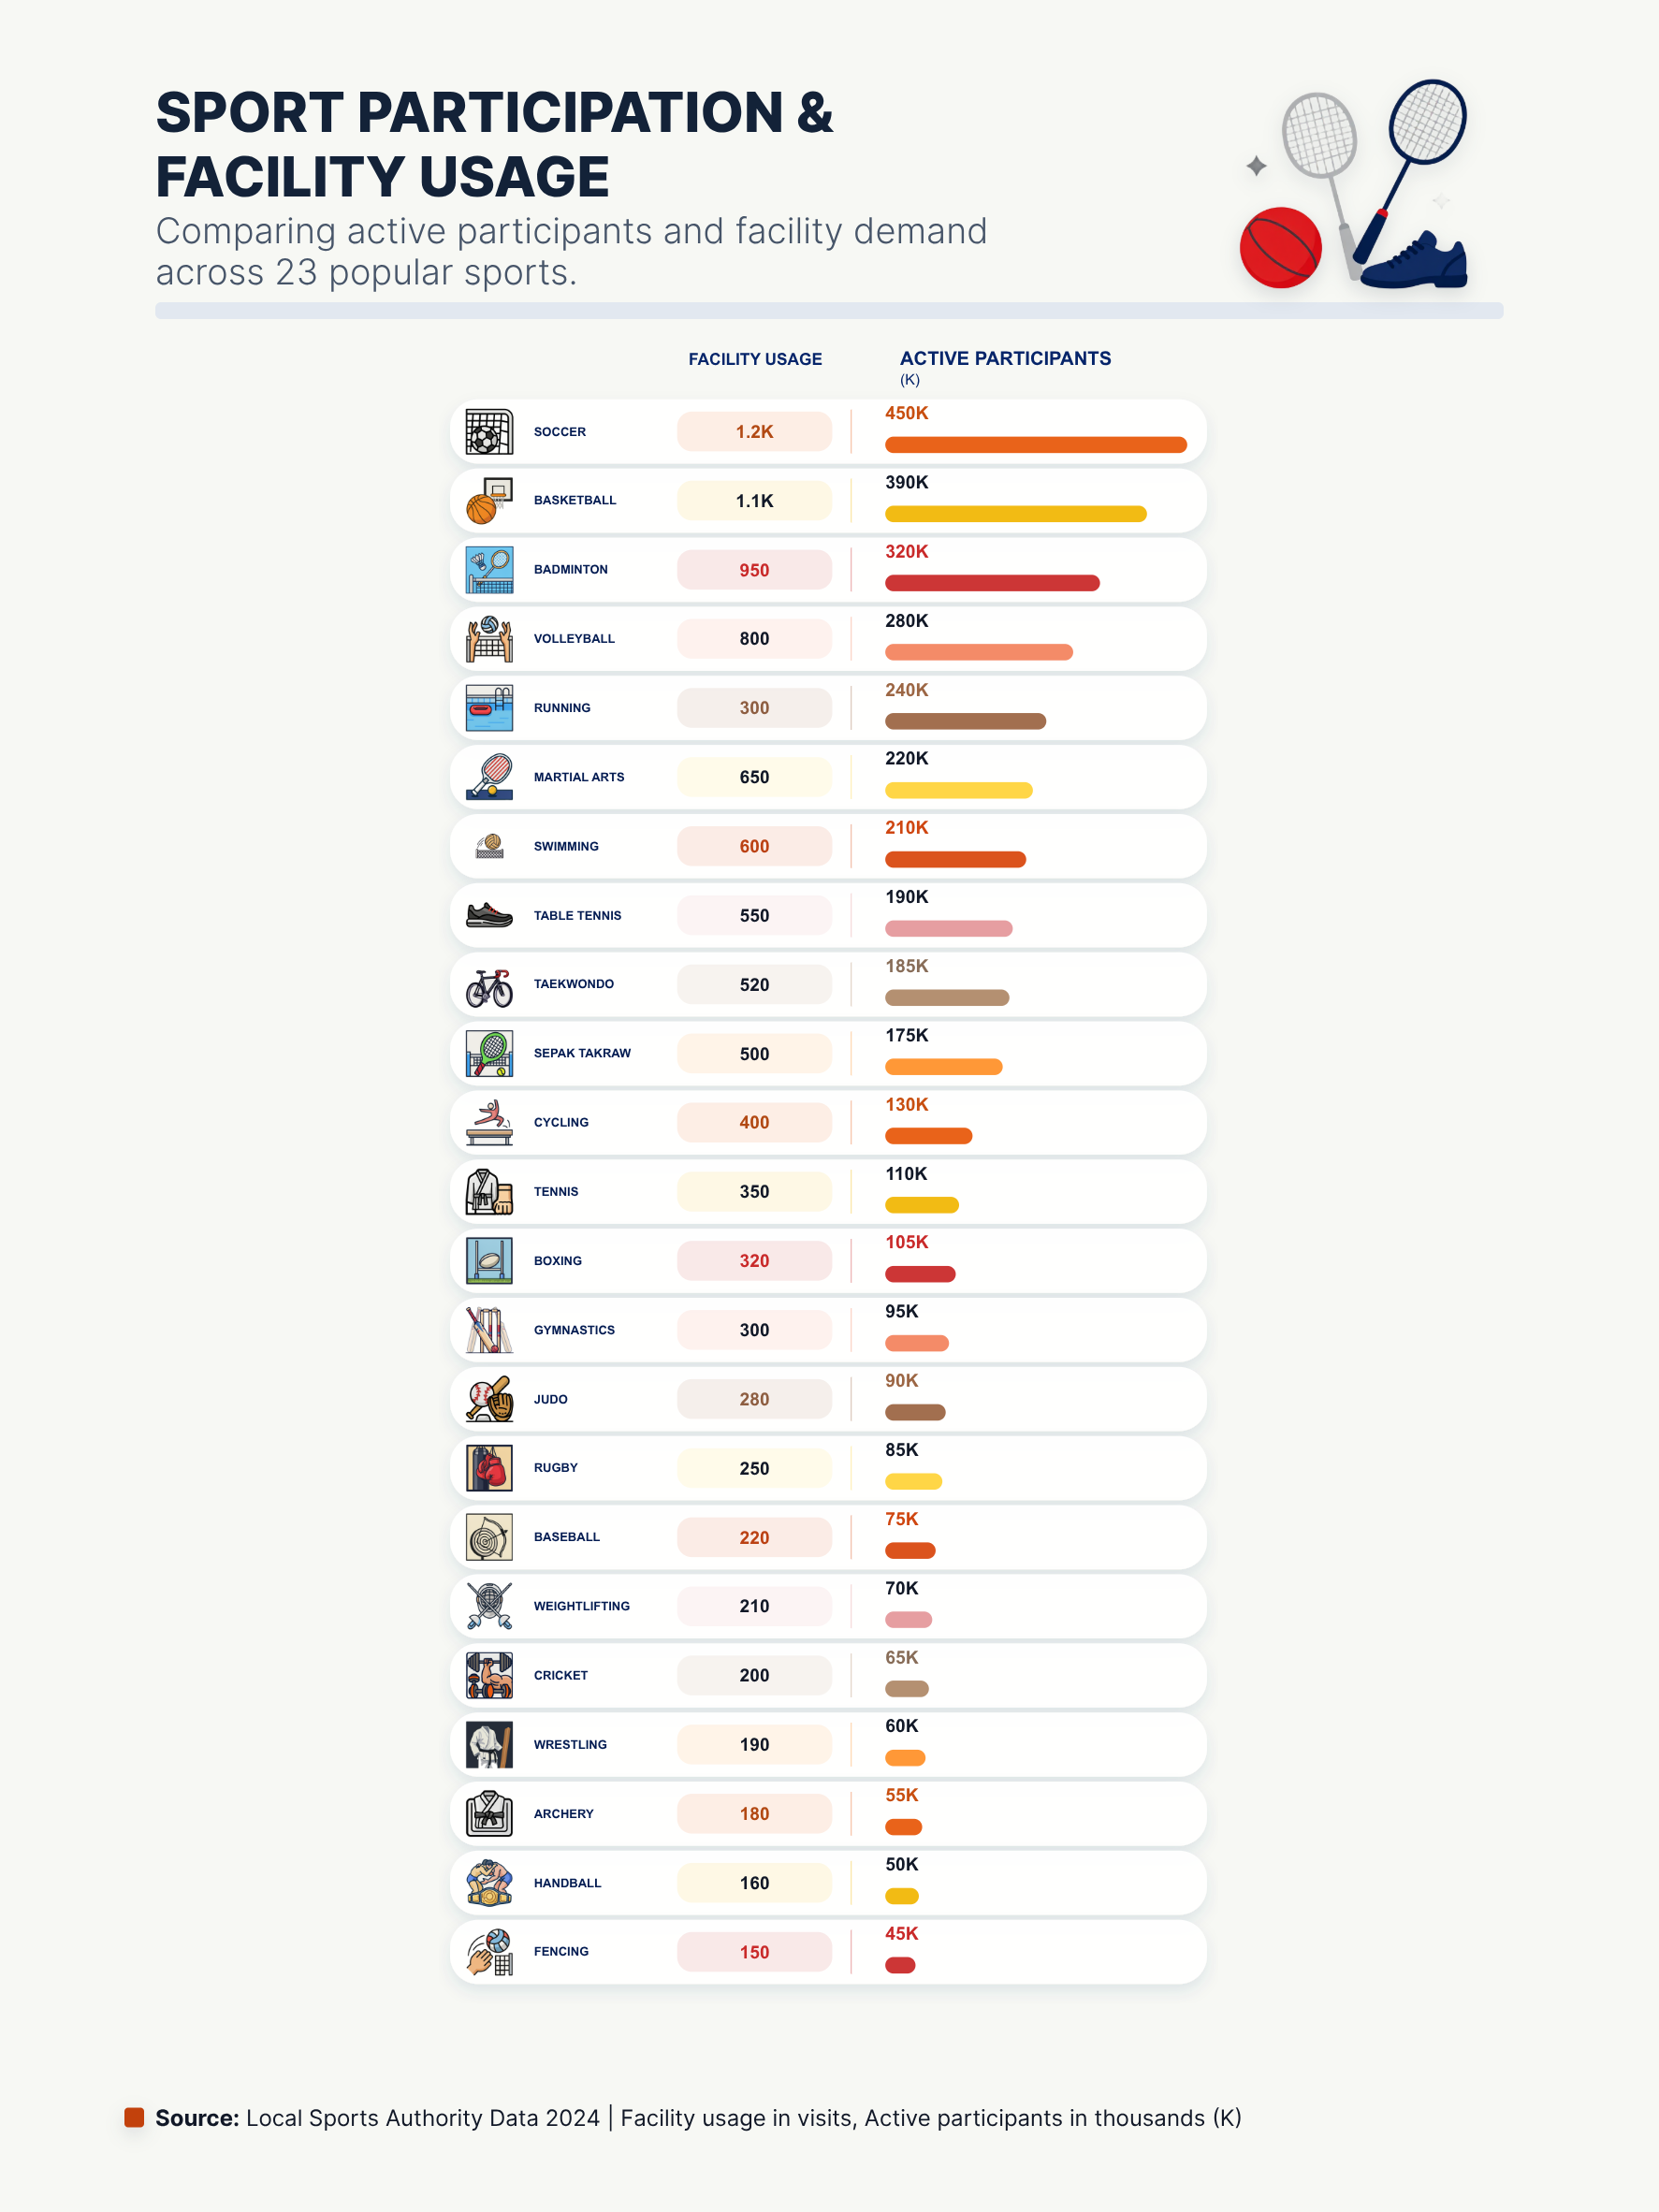 SPORT PARTICIPATION &
FACILITY USAGE
Comparing active participants and facility demand
across 23 popular sports.
FACILITY USAGE
ACTIVE PARTICIPANTS
(K)
SOCCER 1.2K 450K
BASKETBALL 1.1K 390K
BADMINTON 950 320K
VOLLEYBALL 800 280K
RUNNING 300 240K
MARTIAL ARTS 650 220K
SWIMMING 600 210K
TABLE TENNIS 550 190K
TAEKWONDO 520 185K
SEPAK TAKRAW 500 175K
CYCLING 400 130K
TENNIS 350 110K
BOXING 320 105K
GYMNASTICS 300 95K
JUDO 280 90K
RUGBY 250 85K
BASEBALL 220 75K
WEIGHTLIFTING 210 70K
CRICKET 200 65K
WRESTLING 190 60K
ARCHERY 180 55K
HANDBALL 160 50K
FENCING 150 45K
Source: Local Sports Authority Data 2024 | Facility usage in visits, Active participants in thousands (K)